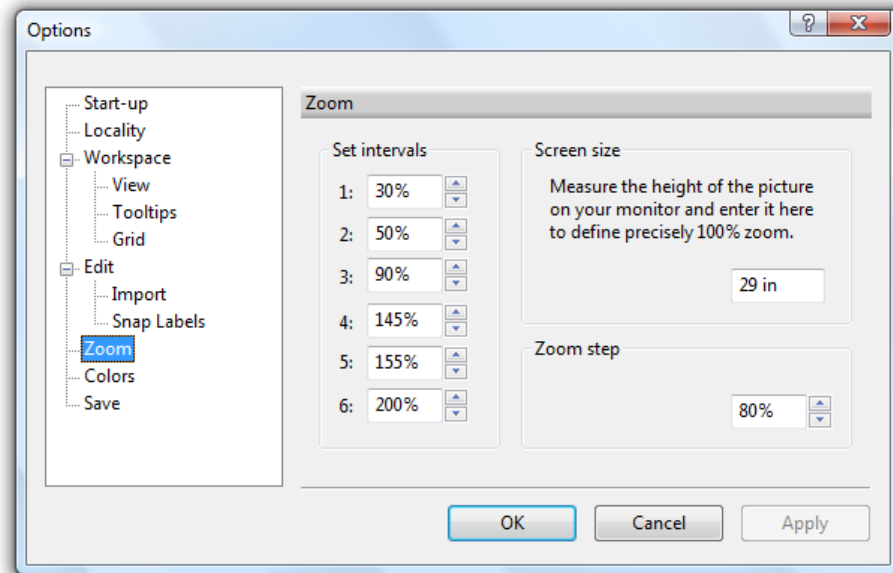 Options
?
X
Start-up
Locality
Workspace
View
Tooltips
Grid
Edit
Import
Snap Labels
Zoom
Colors
Save
Zoom
Set intervals
1: 30%
2: 50%
3: 90%
4: 145%
5: 155%
6: 200%
Screen size
Measure the height of the picture
on your monitor and enter it here
to define precisely 100% zoom.
29 in
Zoom step
80%
OK Cancel Apply